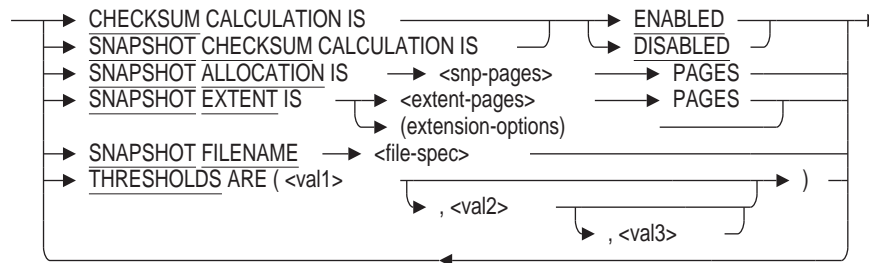 CHECKSUM CALCULATION IS ENABLED
SNAPSHOT CHECKSUM CALCULATION IS DISABLED
SNAPSHOT ALLOCATION IS <snp-pages> PAGES
SNAPSHOT EXTENT IS <extent-pages> PAGES
(extension-options)
SNAPSHOT FILENAME <file-spec>
THRESHOLDS ARE ( <val1> )
, <val2>
, <val3>